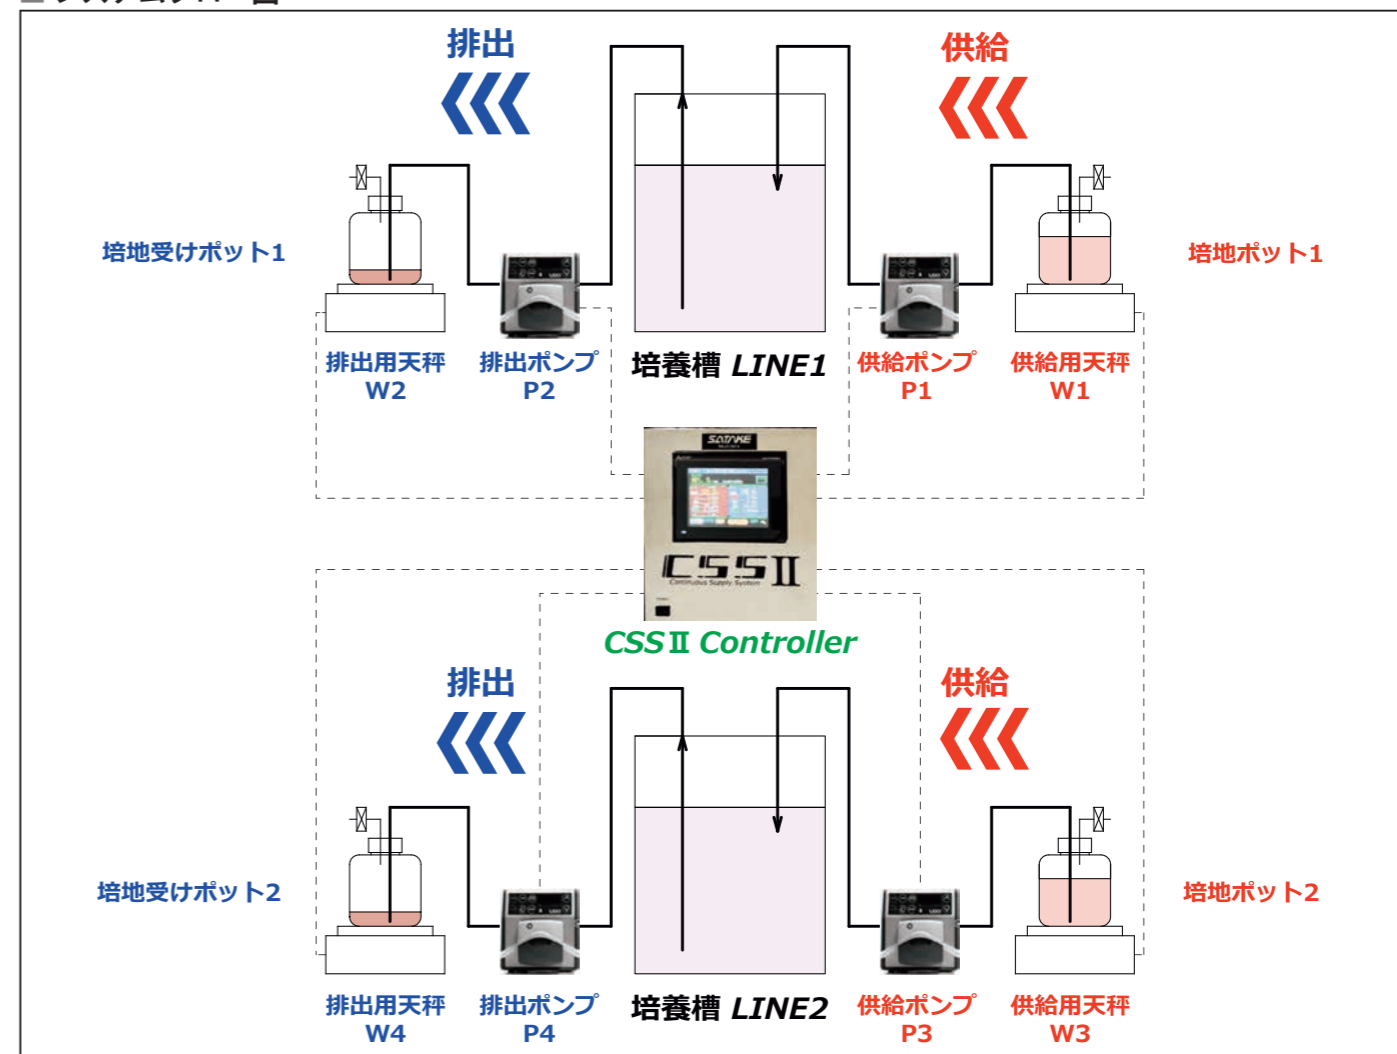 排出
供給
培地受けポット1
培地ポット1
排出用天秤
W2
排出ポンプ
P2
培養槽 LINE1
供給ポンプ
P1
供給用天秤
W1
SATAKE
CSSⅡ
Continuous Supply System
CSSⅡ Controller
排出
供給
培地受けポット2
培地ポット2
排出用天秤
W4
排出ポンプ
P4
培養槽 LINE2
供給ポンプ
P3
供給用天秤
W3